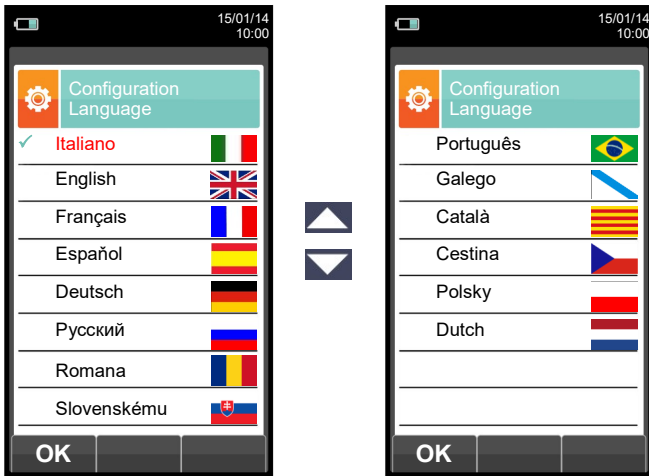 15/01/14
10:00
Configuration
Language
Italiano
English
Français
Espaňol
Deutsch
Русский
Romana
Slovenskému
OK
15/01/14
10:00
Configuration
Language
Português
Galego
Català
Cestina
Polsky
Dutch
OK